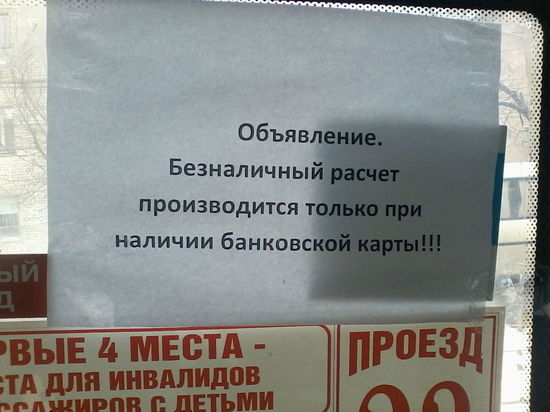 Объявление.
Безналичный расчет
производится только при
наличии банковской карты!!!
4 МЕСТА -
ДЛЯ ИНВАЛИДОВ
С ДЕТЬМИ
ПРОЕЗД